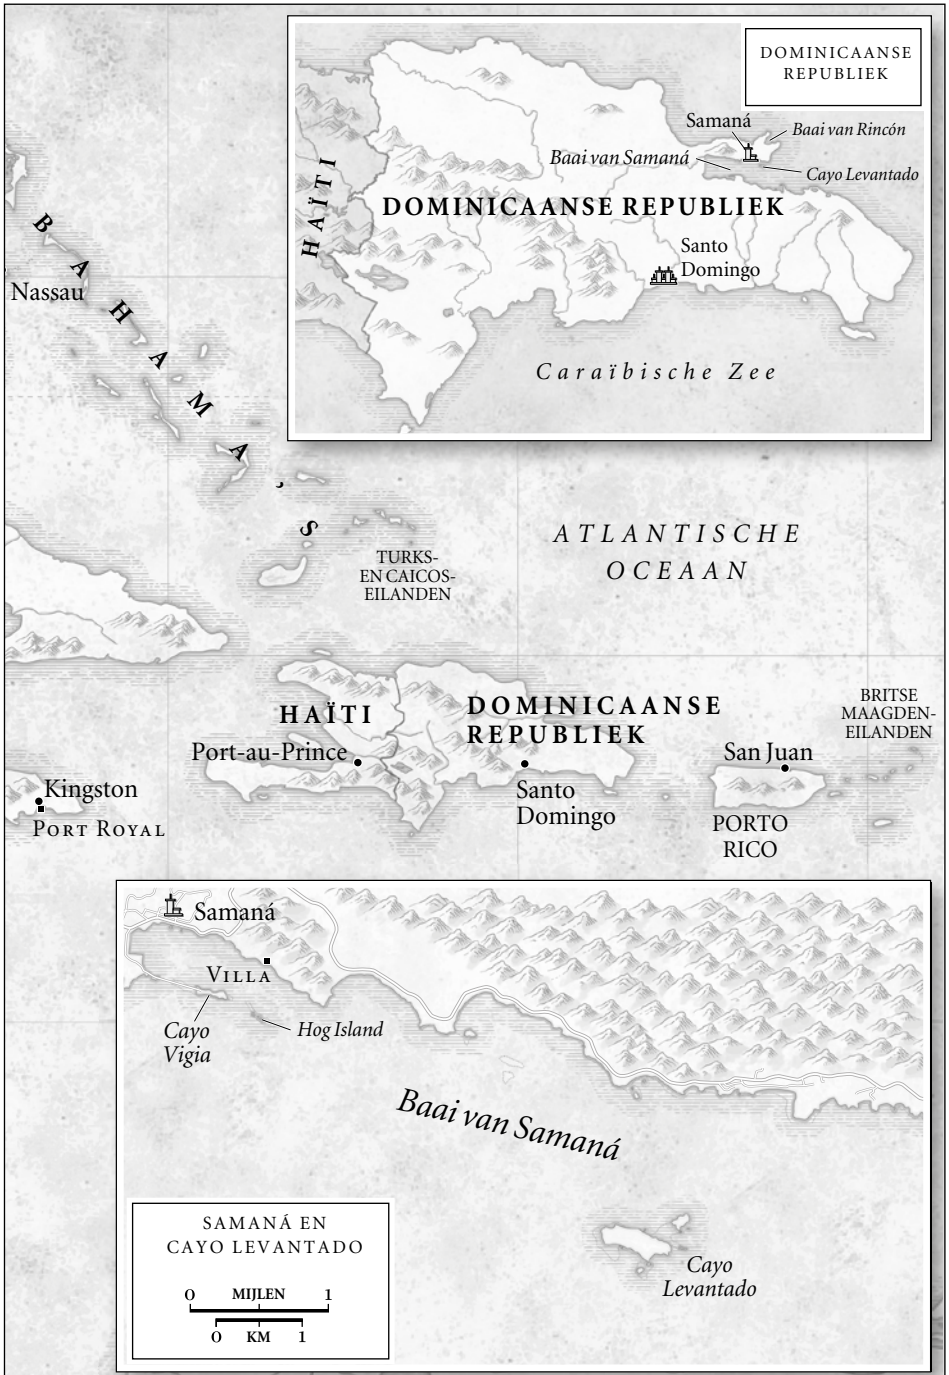 DOMINICAANSE
REPUBLIEK
Samaná
Baai van Rincón
Baai van Samaná
Cayo Levantado
HAÏTI
DOMINICAANSE REPUBLIEK
Santo
Domingo
Caraïbische Zee
BAHAMA'S
Nassau
ATLANTISCHE
OCEAAN
TURKS-
EN CAICOS-
EILANDEN
HAÏTI
Port-au-Prince
DOMINICAANSE
REPUBLIEK
Santo
Domingo
BRITSE
MAAGDEN-
EILANDEN
San Juan
PORTO
RICO
Kingston
PORT ROYAL
Samaná
VILLA
Cayo
Vigia
Hog Island
Baai van Samaná
Cayo
Levantado
SAMANÁ EN
CAYO LEVANTADO
0 MIJLEN 1
0 KM 1